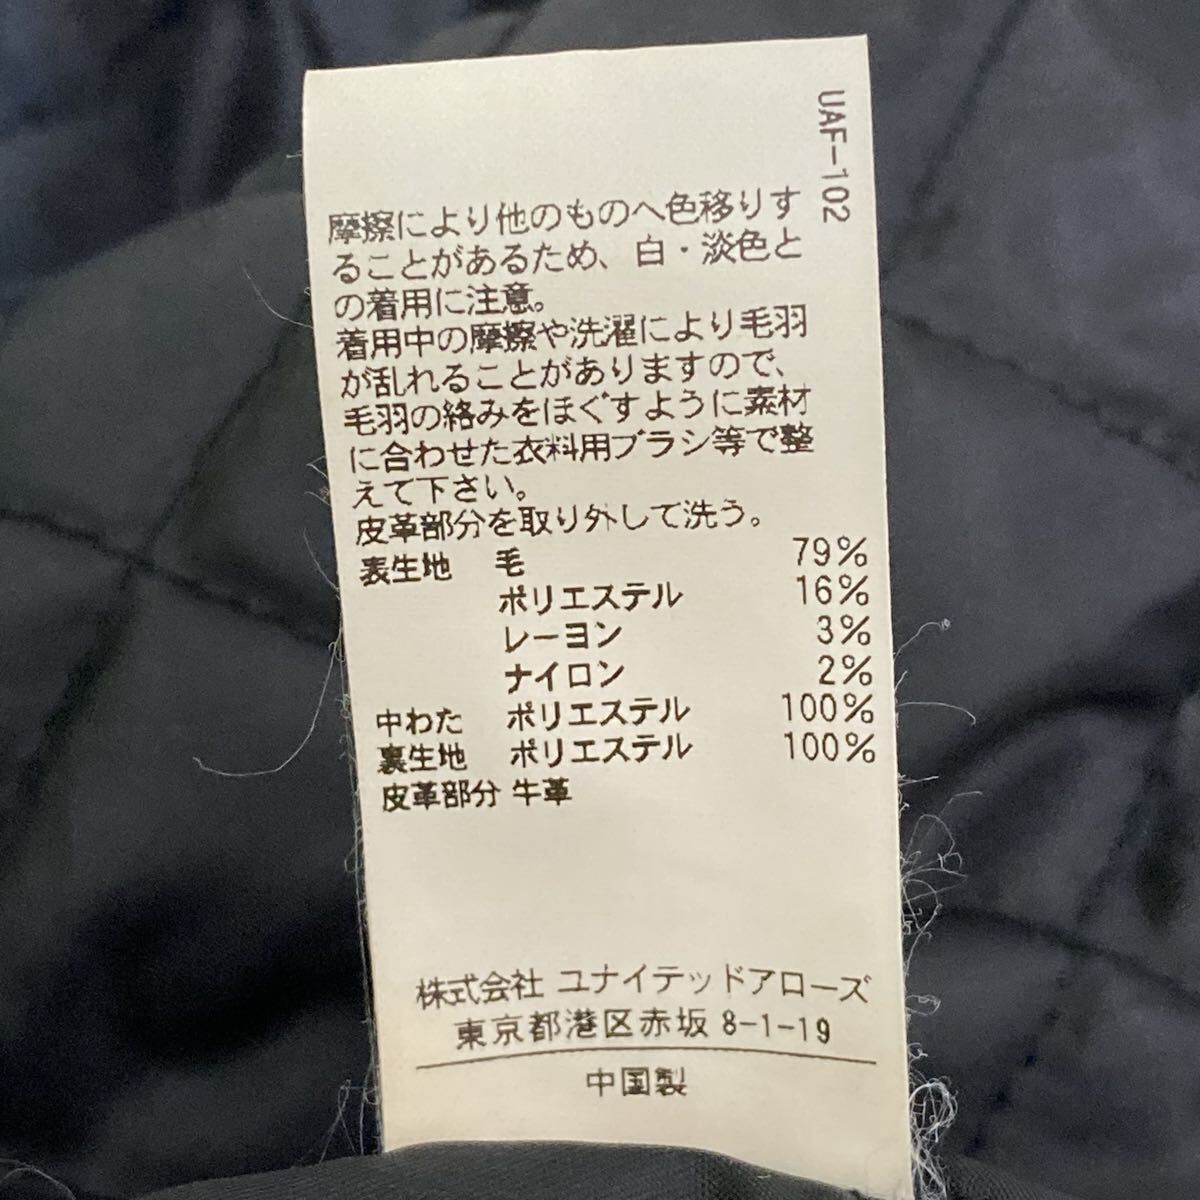 UAF-102
摩擦により他のものへ色移りす
ることがあるため、白・淡色と
の着用に注意。
着用中の摩擦や洗濯により毛羽
が乱れることがありますので、
毛羽の絡みをほぐすように素材
に合わせた衣料用ブラシ等で整
えて下さい。
皮革部分を取り外して洗う。
表生地 毛 79%
ポリエステル 16%
レーヨン 3%
ナイロン 2%
中わた ポリエステル 100%
裏生地 ポリエステル 100%
皮革部分 牛革
株式会社 ユナイテッドアローズ
東京都港区赤坂 8-1-19
中国製